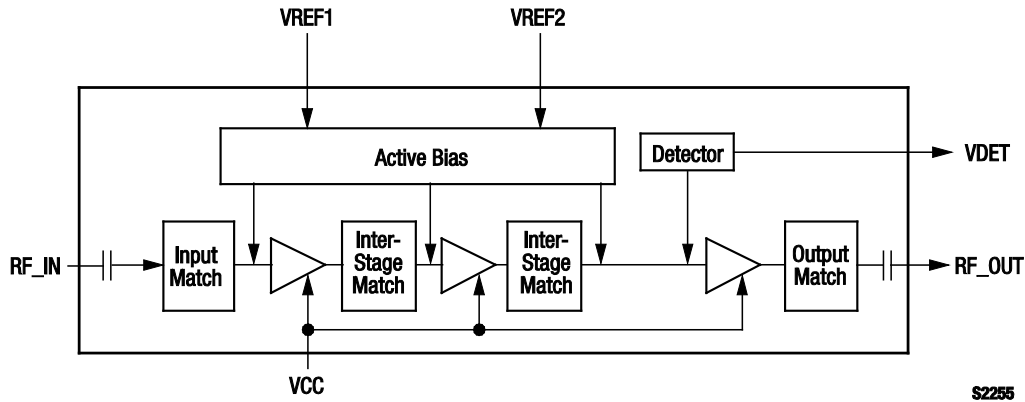 VREF1
VREF2
Active Bias
Detector
VDET
RF_IN
Input
Match
Inter-
Stage
Match
Inter-
Stage
Match
Output
Match
RF_OUT
VCC
S2255